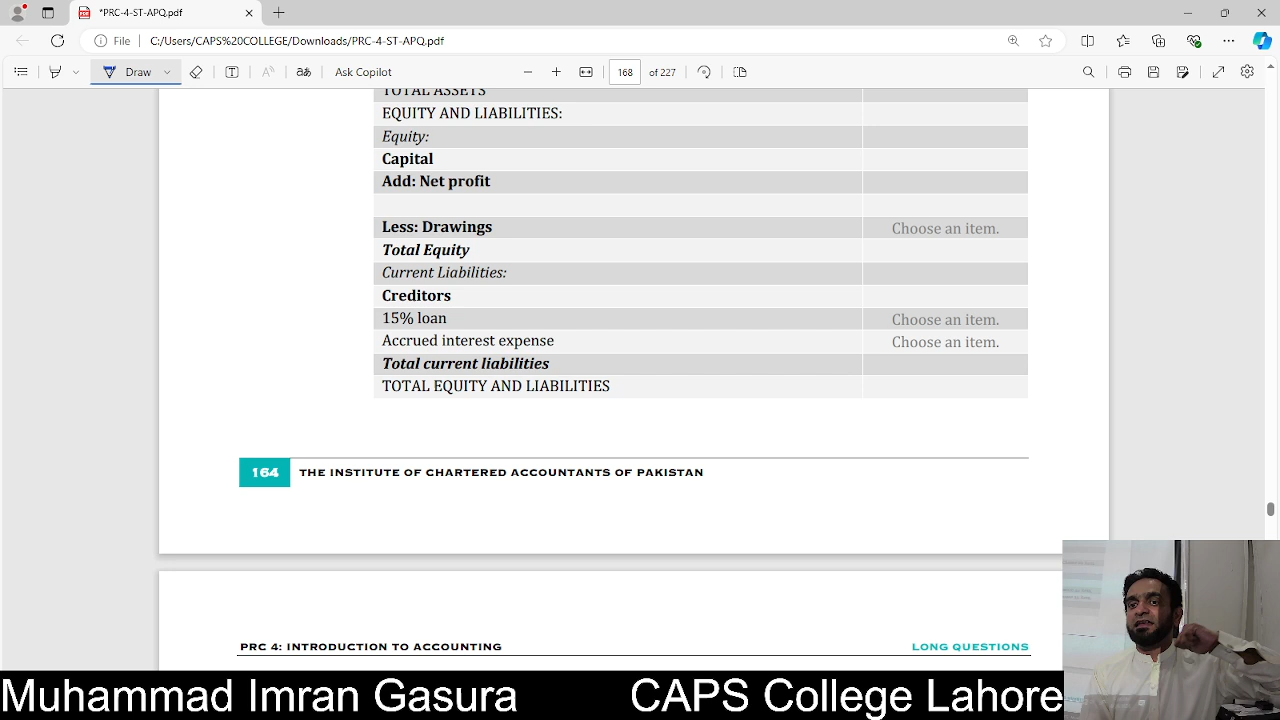 *PRC-4-ST-APQ.pdf
File C:/Users/CAPS%20COLLEGE/Downloads/PRC-4-ST-APQ.pdf
Draw Ask Copilot 168 of 227
TOTAL ASSETS
EQUITY AND LIABILITIES:
Equity:
Capital
Add: Net profit
Less: Drawings Choose an item.
Total Equity
Current Liabilities:
Creditors
15% loan Choose an item.
Accrued interest expense Choose an item.
Total current liabilities
TOTAL EQUITY AND LIABILITIES
164 THE INSTITUTE OF CHARTERED ACCOUNTANTS OF PAKISTAN
PRC 4: INTRODUCTION TO ACCOUNTING LONG QUESTIONS
Muhammad Imran Gasura CAPS College Lahore